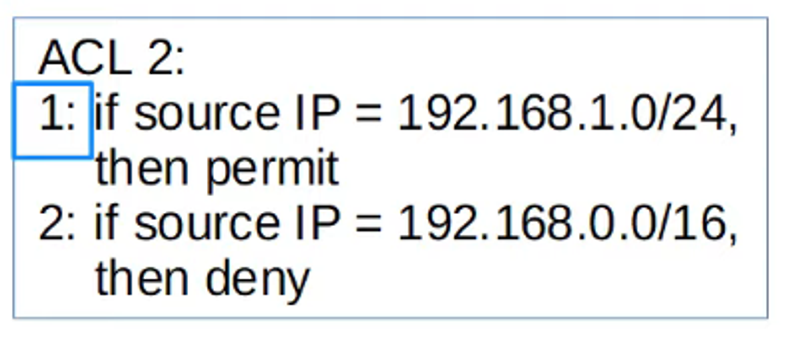 ACL 2:
1: if source IP = 192.168.1.0/24,
then permit
2: if source IP = 192.168.0.0/16,
then deny